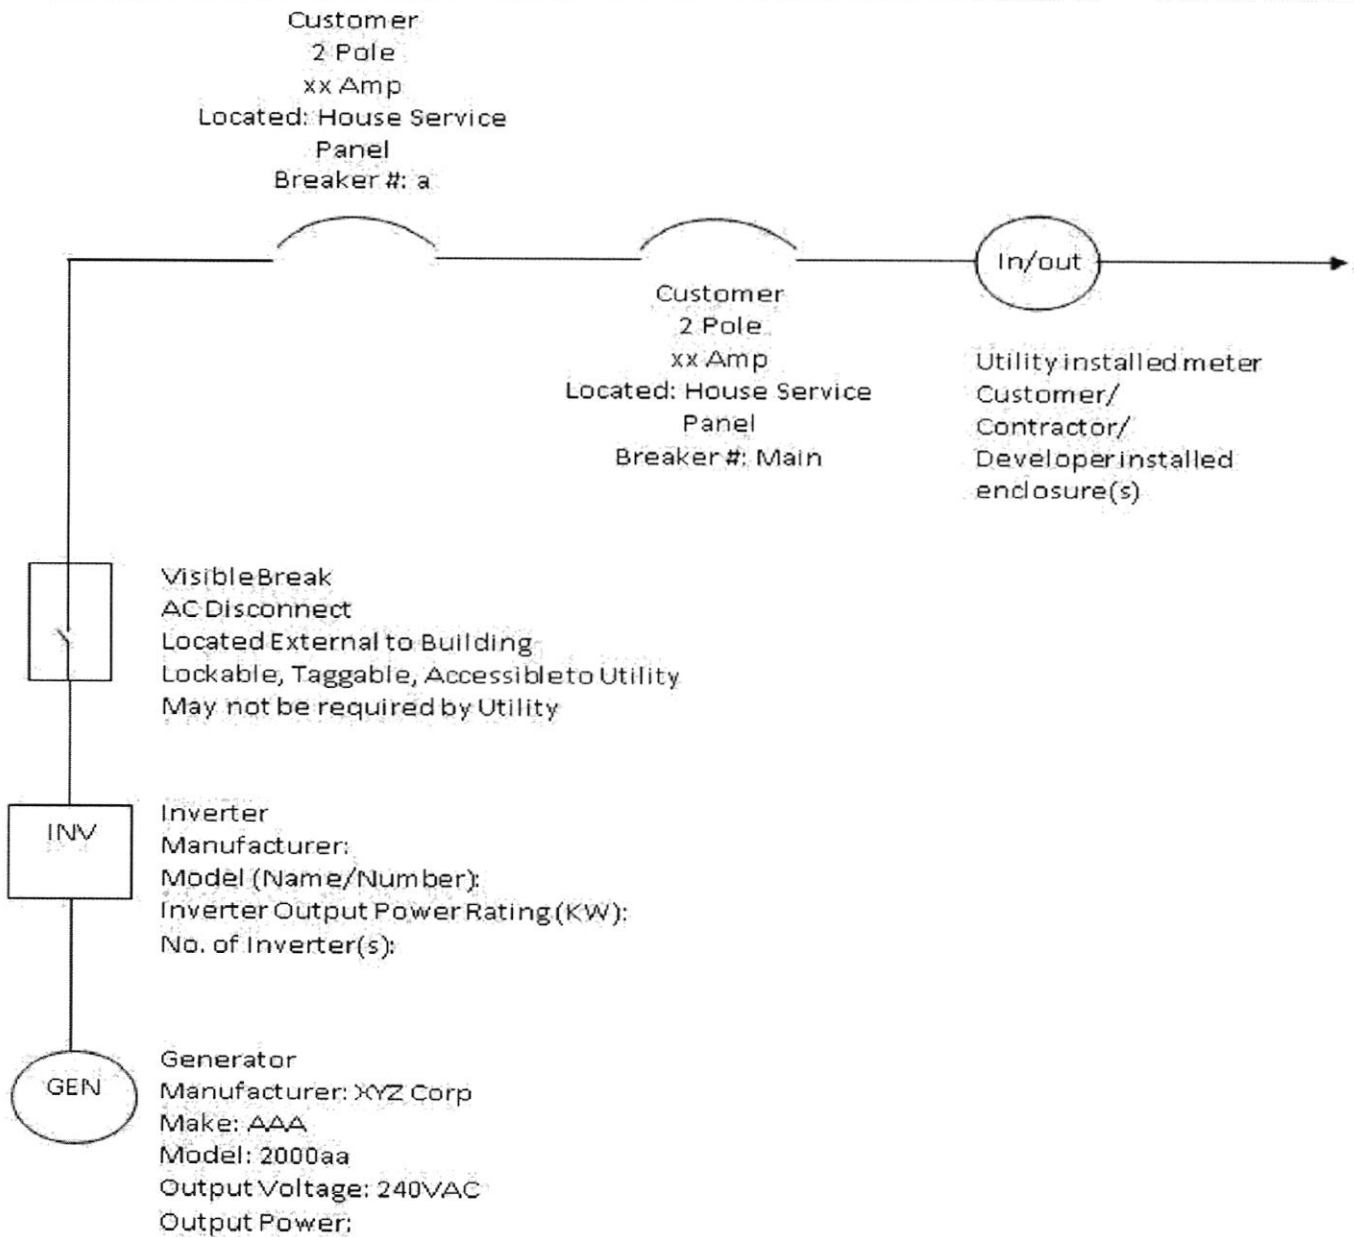 Customer
2 Pole
xx Amp
Located: House Service
Panel
Breaker #: a
In/out
Customer
2 Pole
xx Amp
Located: House Service
Panel
Breaker #: Main
Utility installed meter
Customer/
Contractor/
Developer installed
enclosure(s)
Visible Break
AC Disconnect
Located External to Building
Lockable, Taggable, Accessible to Utility
May not be required by Utility
INV
Inverter
Manufacturer:
Model (Name/Number):
Inverter Output Power Rating (KW):
No. of Inverter(s):
GEN
Generator
Manufacturer: XYZ Corp
Make: AAA
Model: 2000aa
Output Voltage: 240VAC
Output Power: